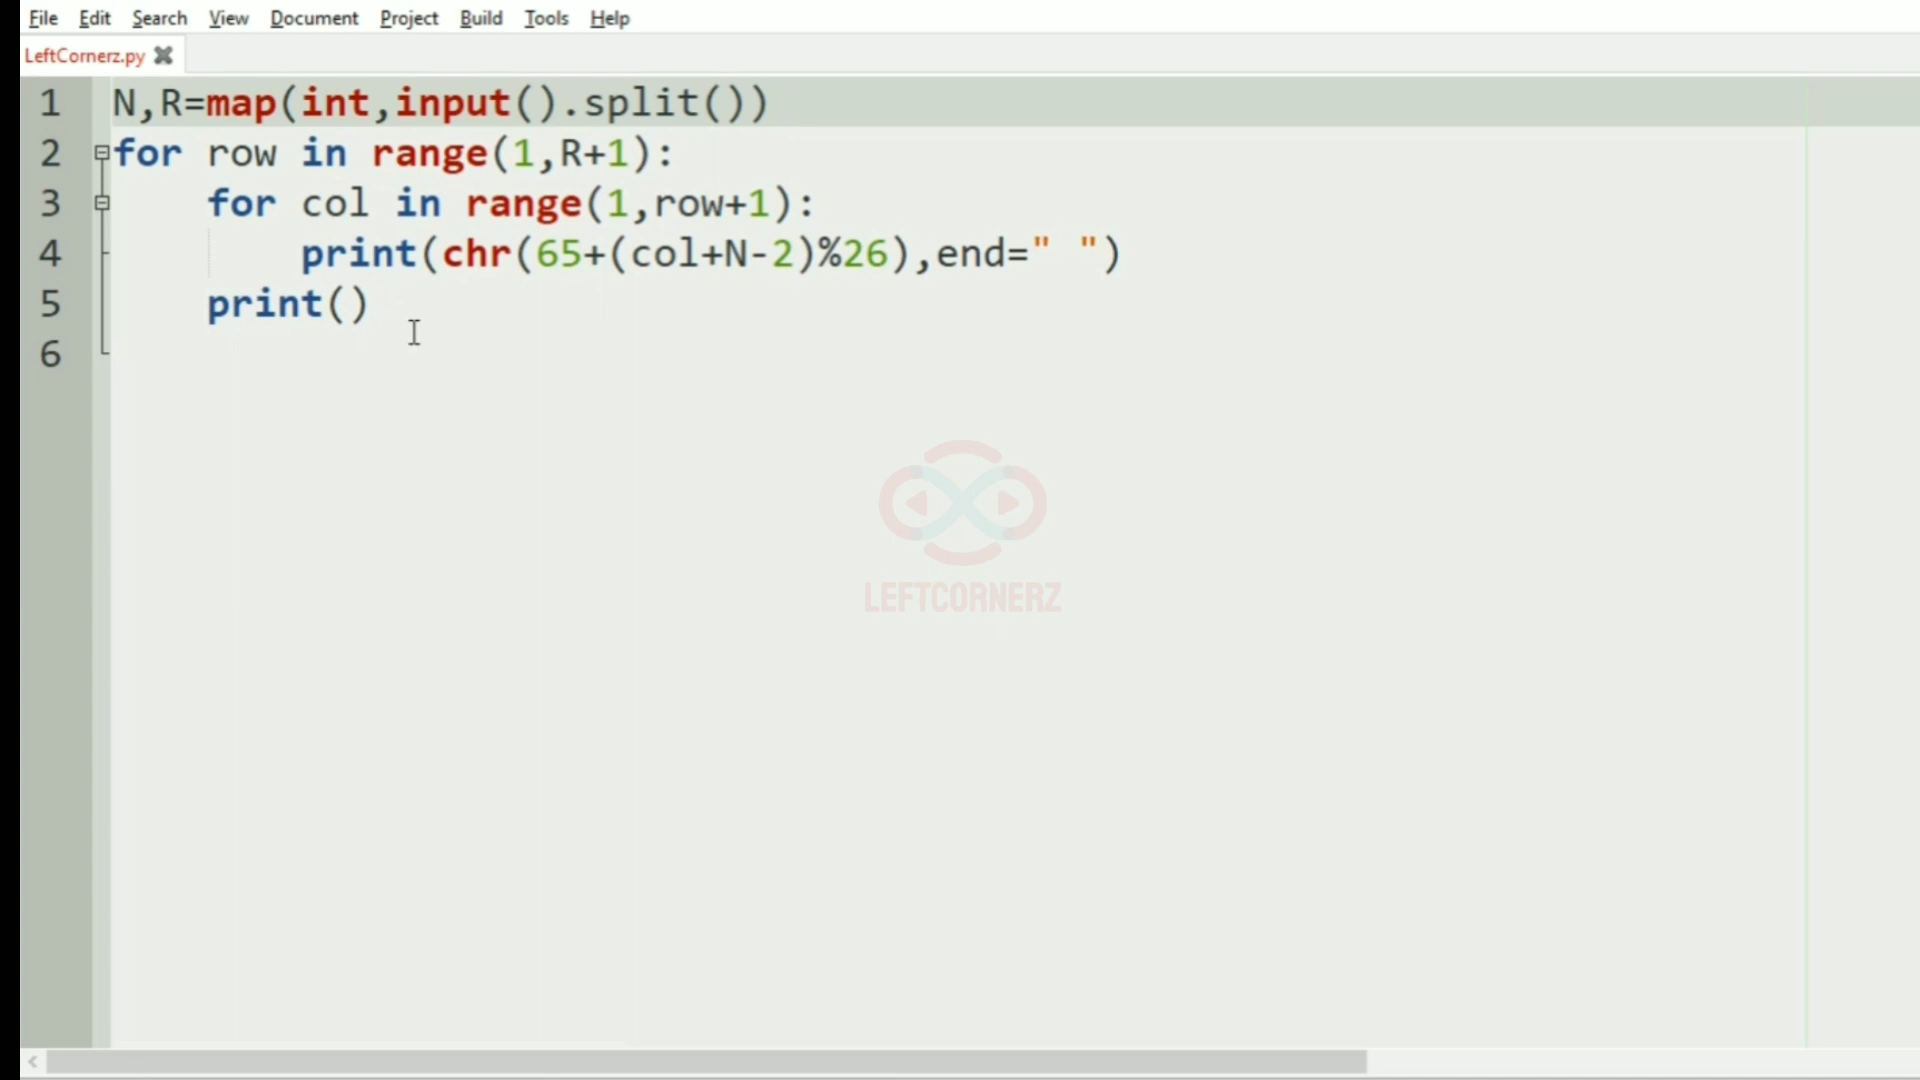 File Edit Search View Document Project Build Tools Help
LeftCornerz.py
1 N,R=map(int,input().split())
2 for row in range(1,R+1):
3     for col in range(1,row+1):
4         print(chr(65+(col+N-2)%26),end=" ")
5     print()
6
LEFTCORNERZ